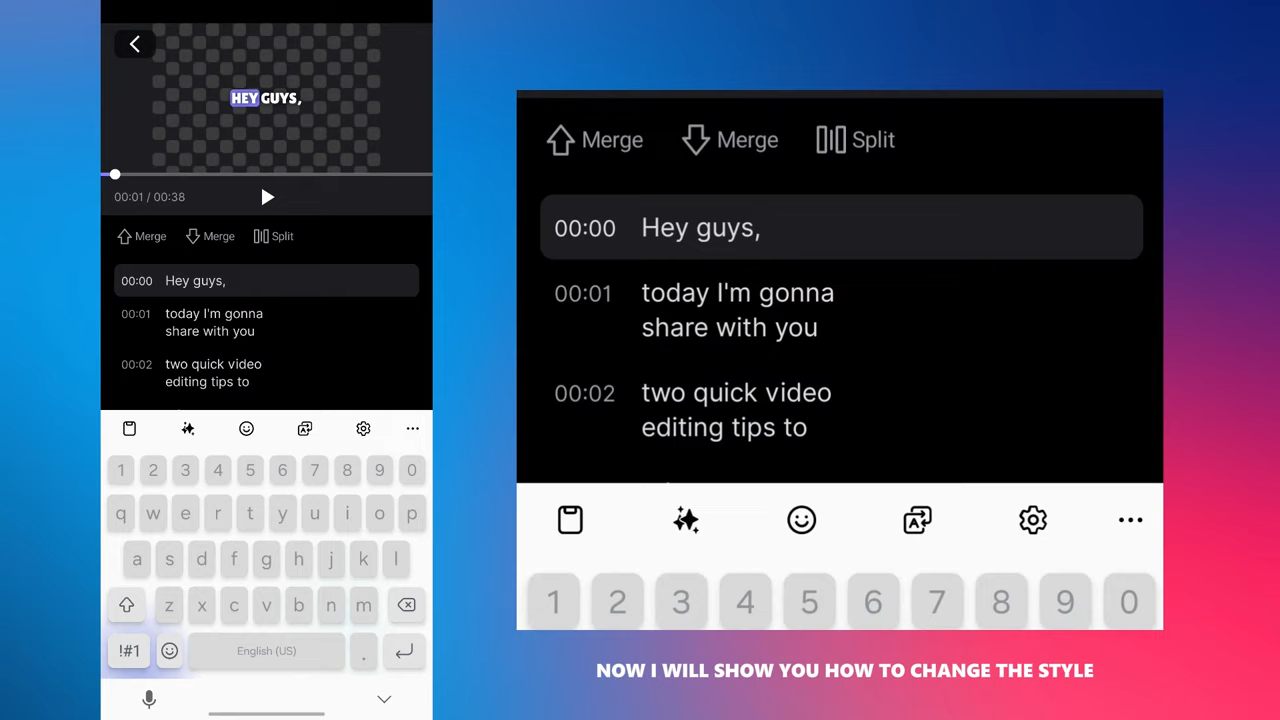 HEY GUYS,
00:01 / 00:38
Merge Merge Split
00:00 Hey guys,
00:01 today I'm gonna
share with you
00:02 two quick video
editing tips to
1 2 3 4 5 6 7 8 9 0
q w e r t y u i o p
a s d f g h j k l
z x c v b n m
!#1 English (US) .
Merge Merge Split
00:00 Hey guys,
00:01 today I'm gonna
share with you
00:02 two quick video
editing tips to
1 2 3 4 5 6 7 8 9 0
NOW I WILL SHOW YOU HOW TO CHANGE THE STYLE